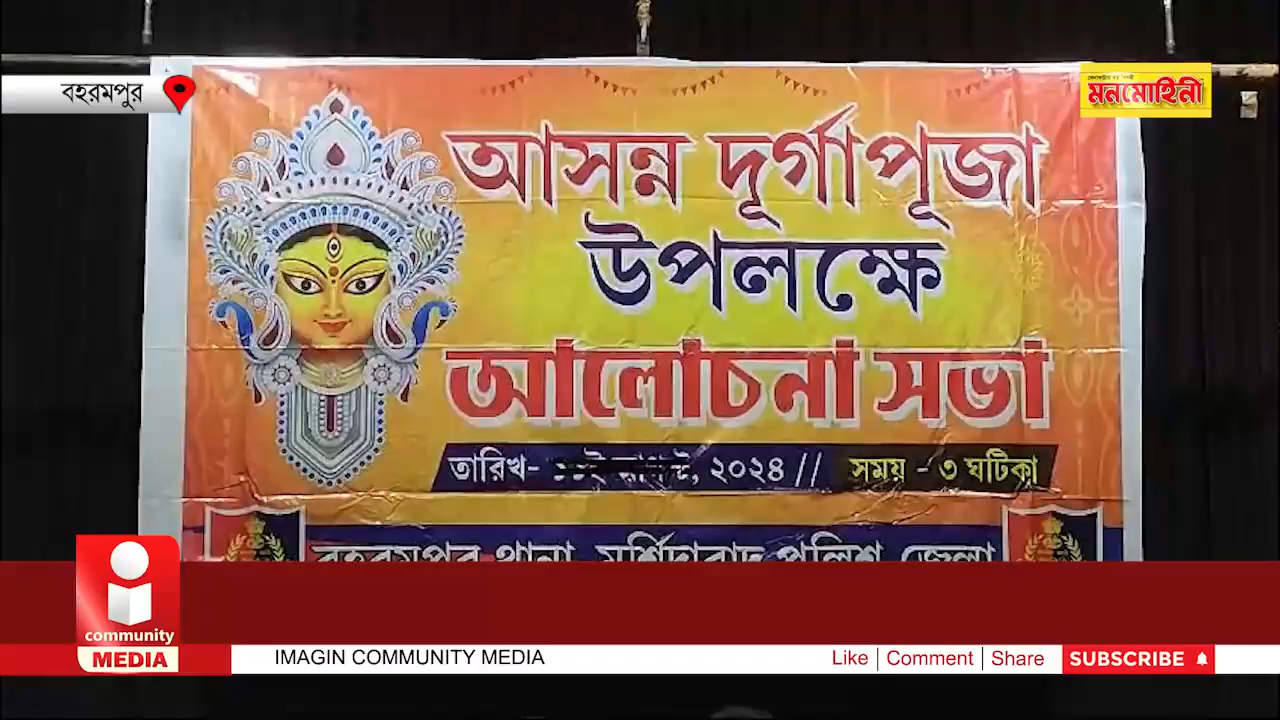 বহরমপুর
মনমোহিনী
আসন্ন দূর্গাপূজা
উপলক্ষে
আলোচনা সভা
তারিখ- , ২০২৪ // সময় - ৩ ঘটিকা
বহরমপুর থানা, মুর্শিদাবাদ পুলিশ জেলা
community
MEDIA
IMAGIN COMMUNITY MEDIA
Like | Comment | Share
SUBSCRIBE